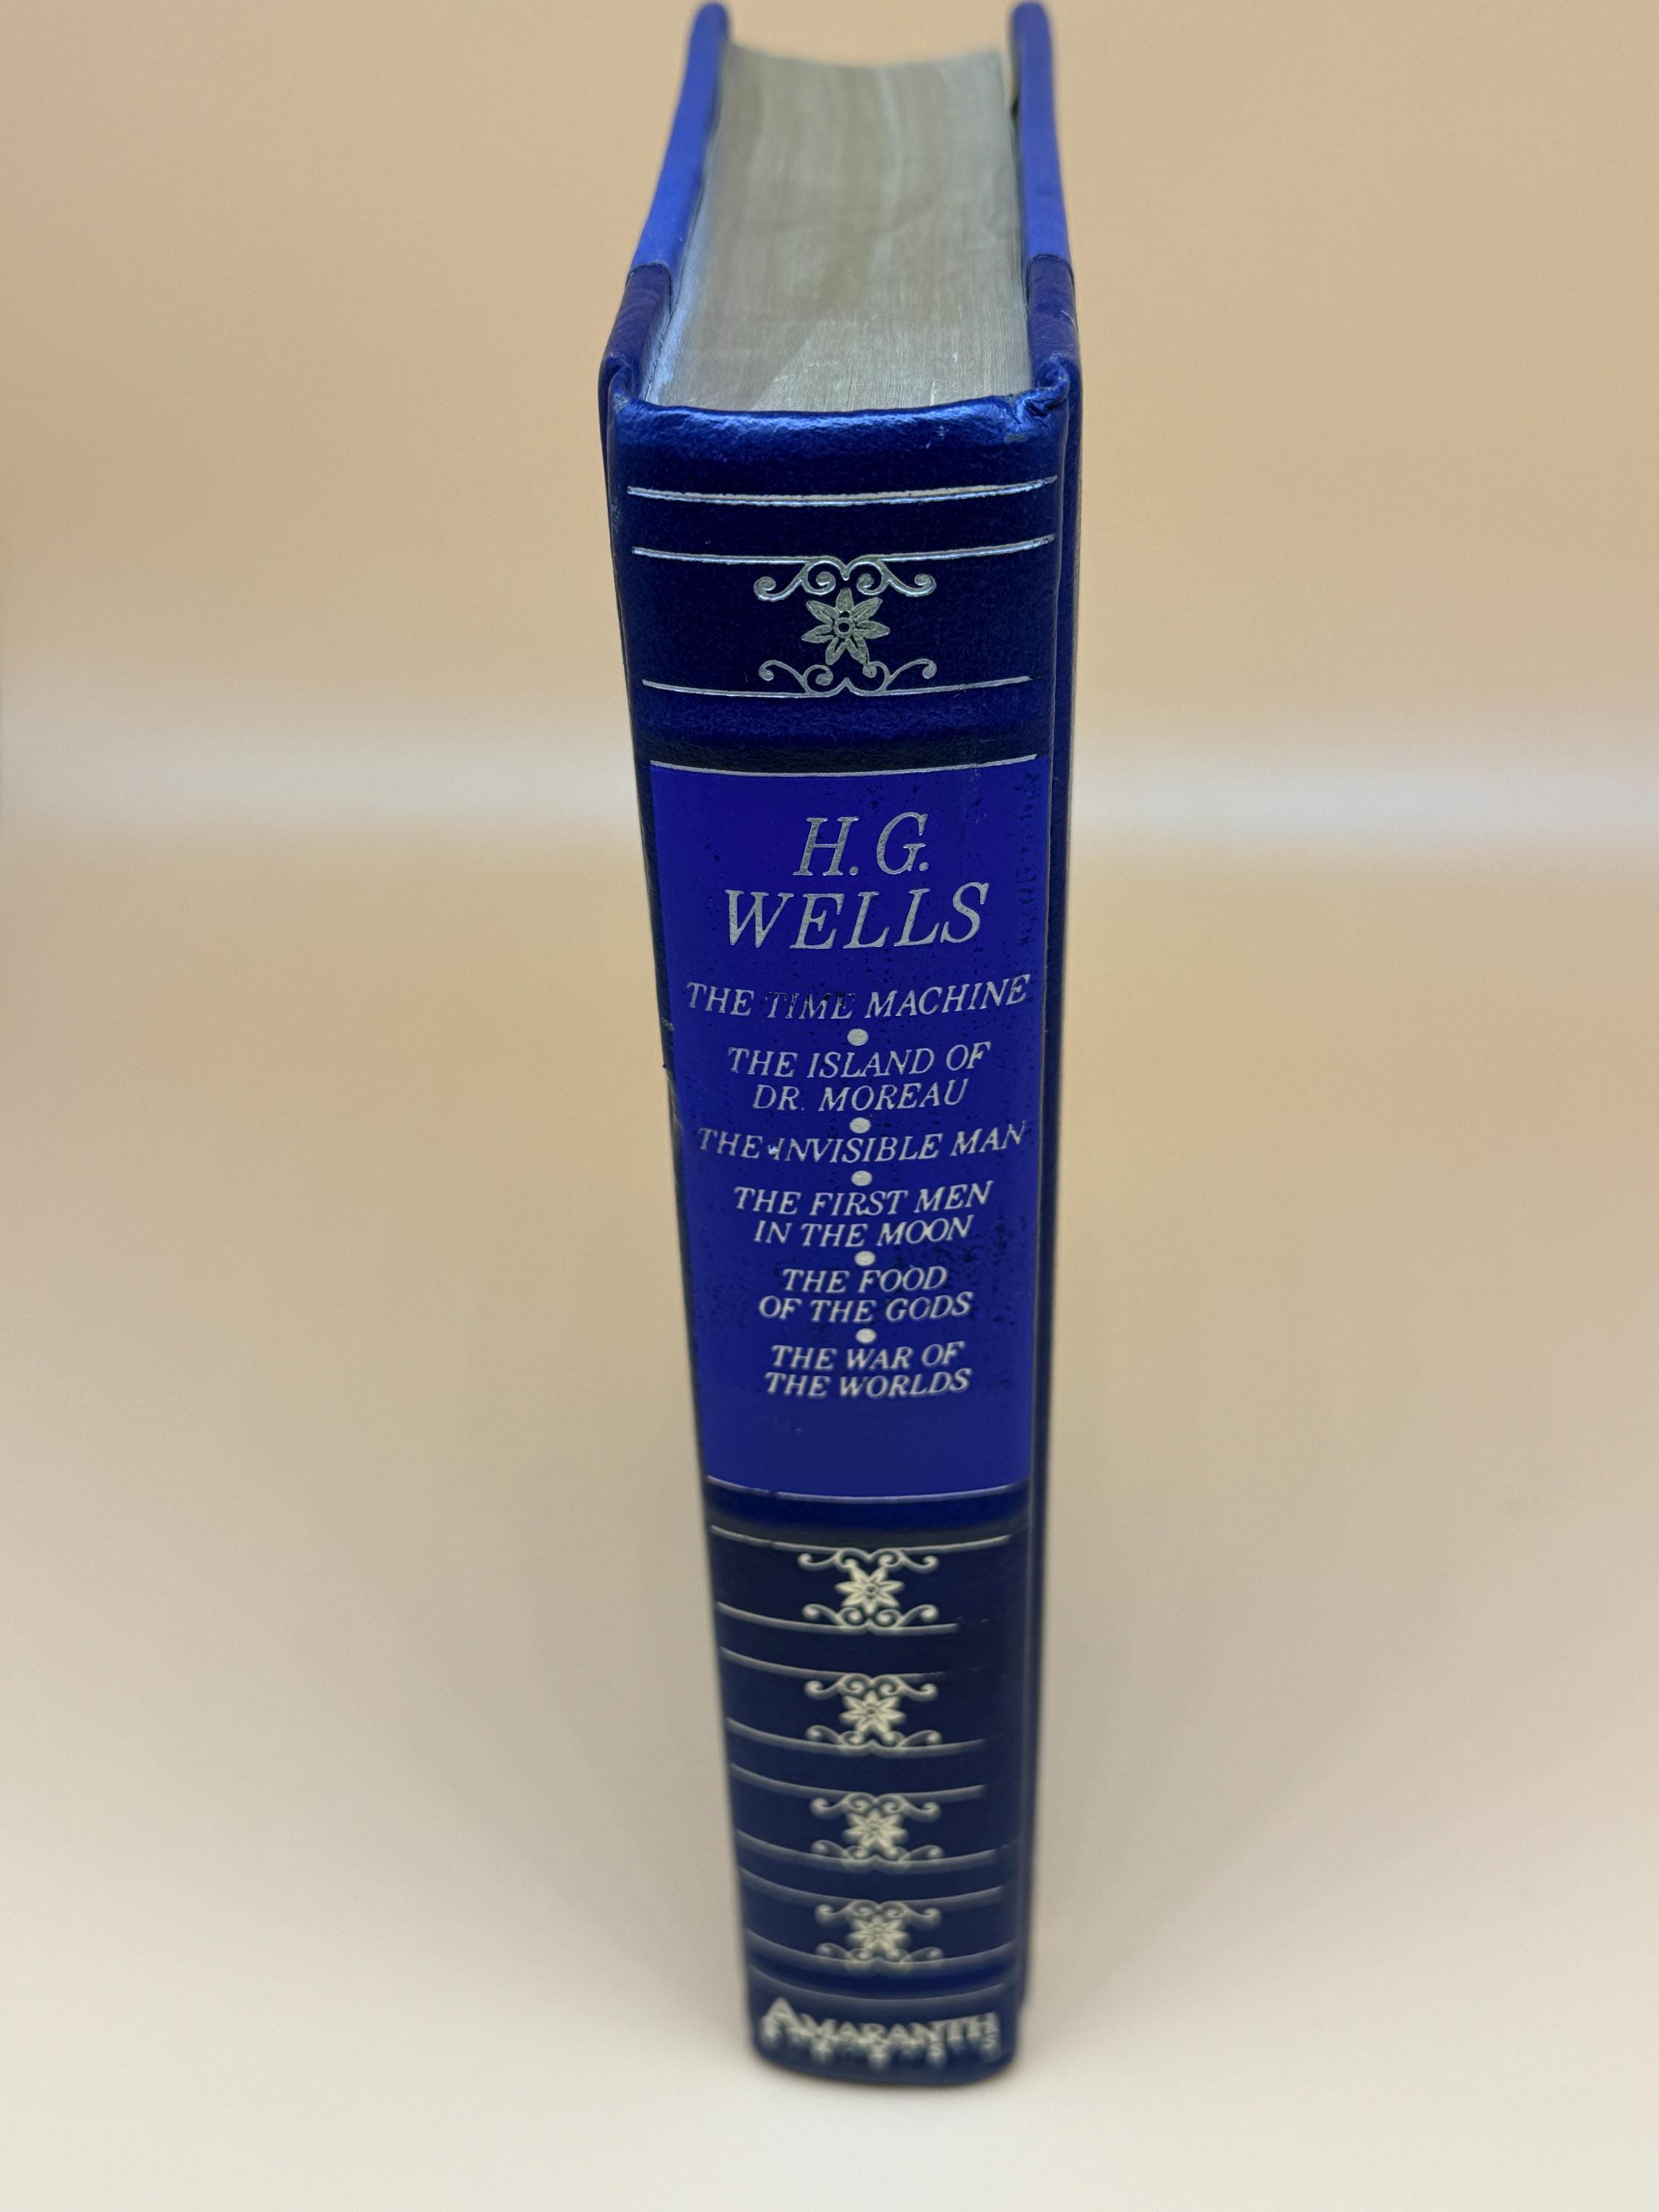 H. G.
WELLS
THE TIME MACHINE
THE ISLAND OF
DR. MOREAU
THE INVISIBLE MAN
THE FIRST MEN
IN THE MOON
THE FOOD
OF THE GODS
THE WAR OF
THE WORLDS
AMARANTH